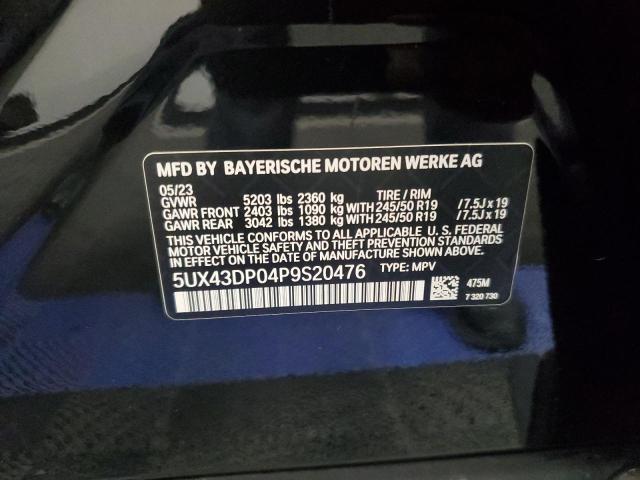 MFD BY BAYERISCHE MOTOREN WERKE AG
05/23
GVWR 5203 lbs 2360 kg TIRE / RIM
GAWR FRONT 2403 lbs 1090 kg WITH 245/50 R19 /7.5J x 19
GAWR REAR 3042 lbs 1380 kg WITH 245/50 R19 /7.5J x 19
THIS VEHICLE CONFORMS TO ALL APPLICABLE U. S. FEDERAL
MOTOR VEHICLE SAFETY AND THEFT PREVENTION STANDARDS
IN EFFECT ON THE DATE OF MANUFACTURE SHOWN ABOVE.
5UX43DP04P9S20476 TYPE: MPV
475M
7 320 730